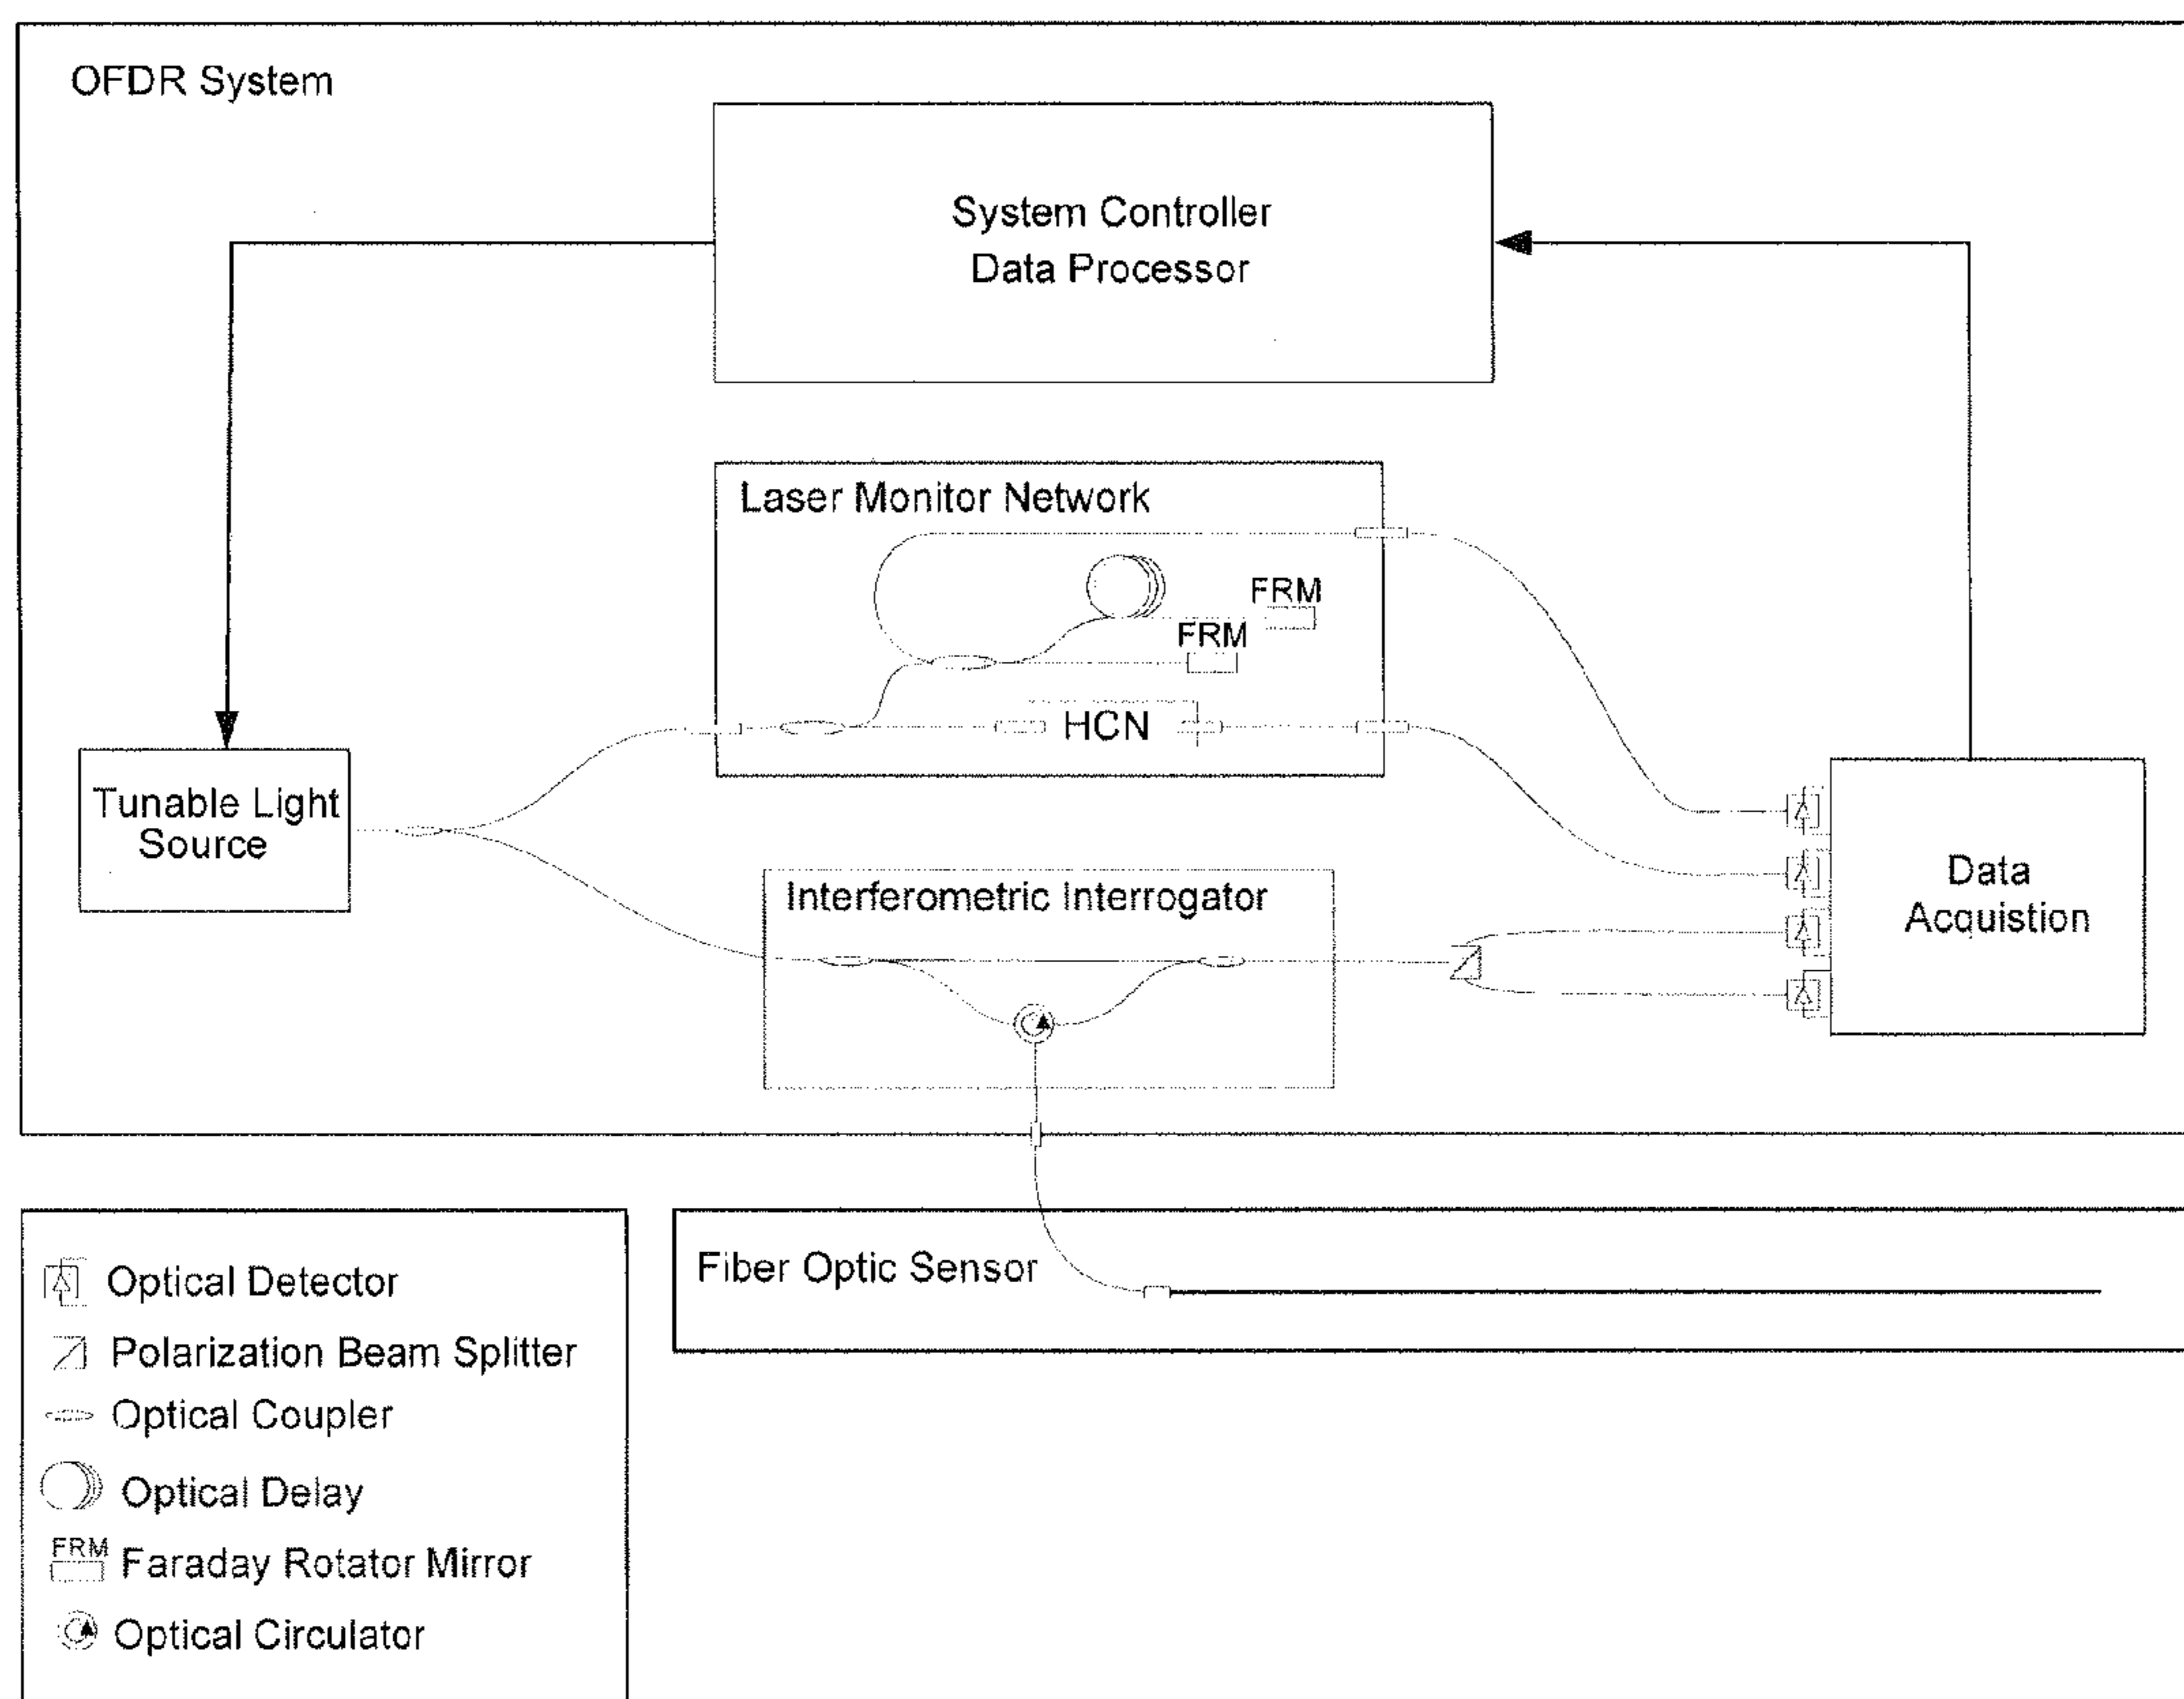 OFDR System
System Controller
Data Processor
Laser Monitor Network
FRM
FRM
HCN
Tunable Light
Source
Interferometric Interrogator
Data
Acquistion
Fiber Optic Sensor
Optical Detector
Polarization Beam Splitter
Optical Coupler
Optical Delay
FRM
Faraday Rotator Mirror
Optical Circulator